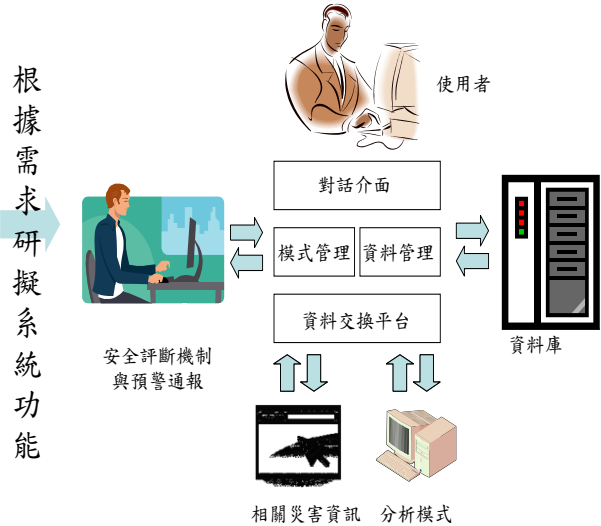 根據需求研擬系統功能
使用者
對話介面
模式管理
資料管理
資料交換平台
安全評斷機制
與預警通報
資料庫
相關災害資訊
分析模式